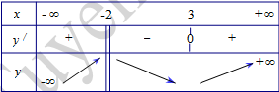 x -∞ -2 3 +∞
y / + - 0 +
+∞
y
-∞